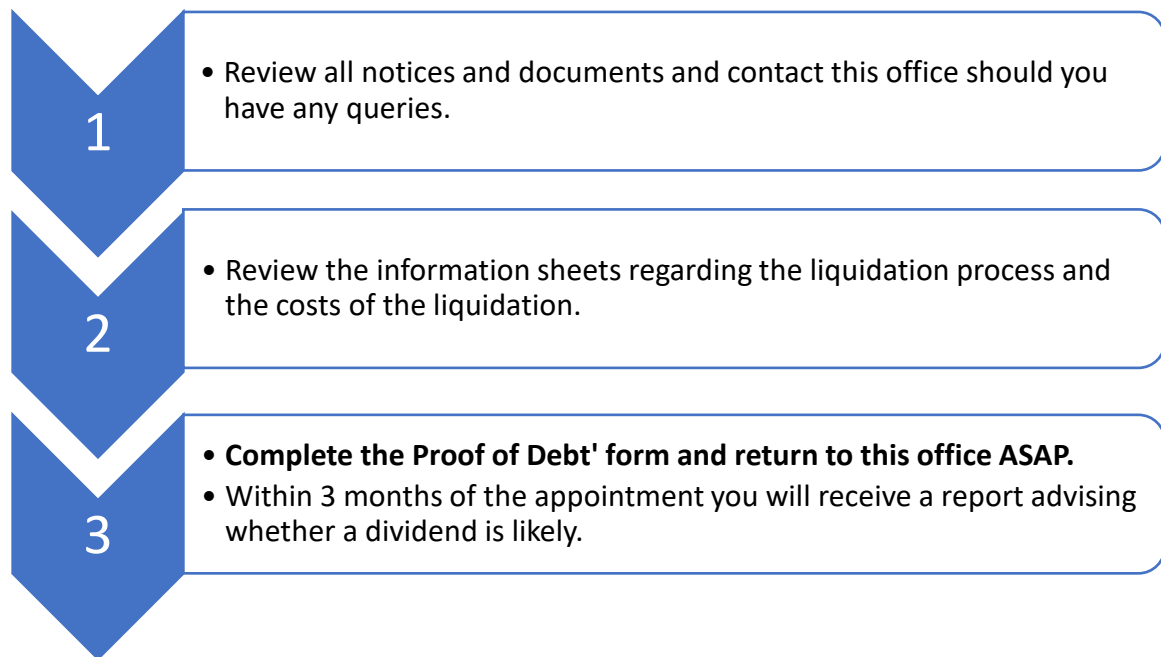 1
• Review all notices and documents and contact this office should you
have any queries.
2
• Review the information sheets regarding the liquidation process and
the costs of the liquidation.
3
• Complete the Proof of Debt' form and return to this office ASAP.
• Within 3 months of the appointment you will receive a report advising
whether a dividend is likely.